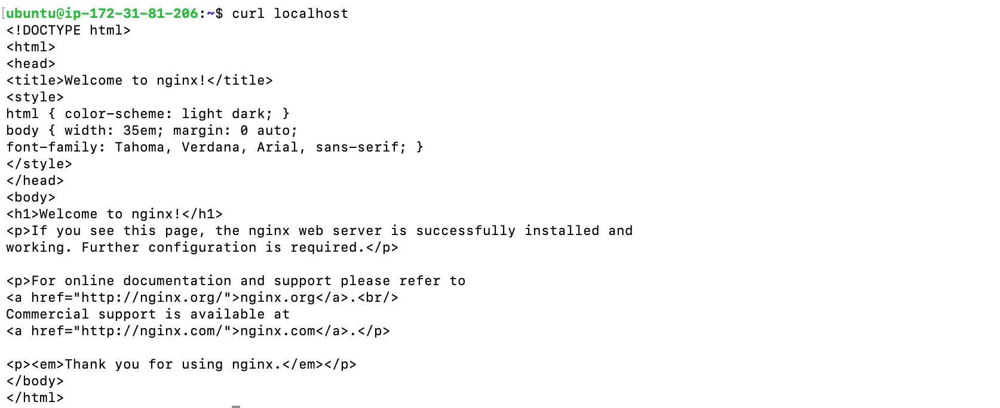 ubuntu@ip-172-31-81-206:~$ curl localhost
<!DOCTYPE html>
<html>
<head>
<title>Welcome to nginx!</title>
<style>
html { color-scheme: light dark; }
body { width: 35em; margin: 0 auto;
font-family: Tahoma, Verdana, Arial, sans-serif; }
</style>
</head>
<body>
<h1>Welcome to nginx!</h1>
<p>If you see this page, the nginx web server is successfully installed and
working. Further configuration is required.</p>

<p>For online documentation and support please refer to
<a href="http://nginx.org/">nginx.org</a>.<br/>
Commercial support is available at
<a href="http://nginx.com/">nginx.com</a>.</p>

<p><em>Thank you for using nginx.</em></p>
</body>
</html>